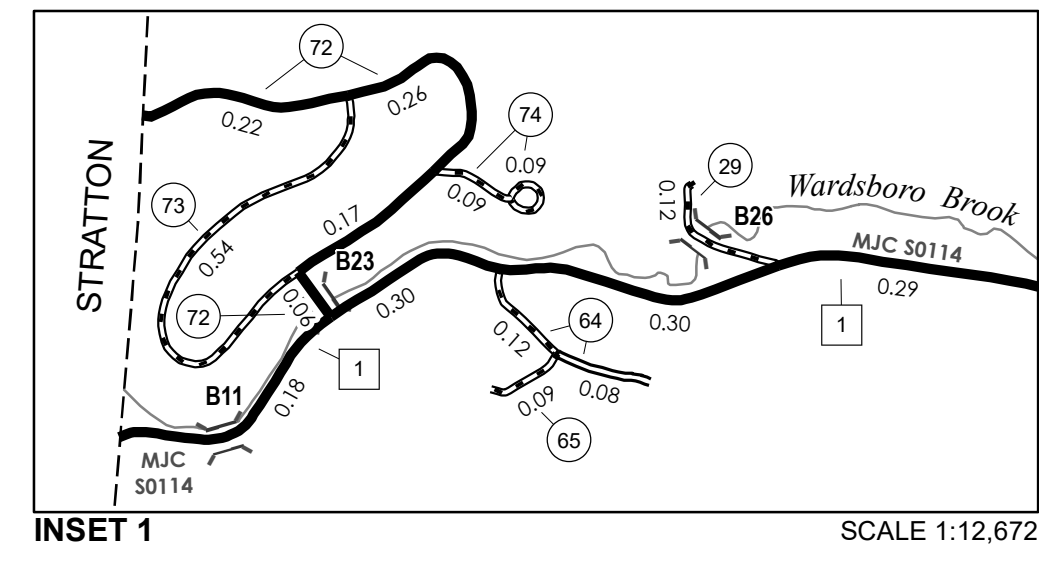 72
0.22
0.26
74
0.09
0.09
29
0.12
Wardsboro Brook
B26
MJC S0114
0.29
1
STRATTON
73
0.54
0.17
B23
0.30
0.30
72
0.06
1
64
0.12
0.08
0.09
65
B11
0.18
MJC
S0114
INSET 1
SCALE 1:12,672